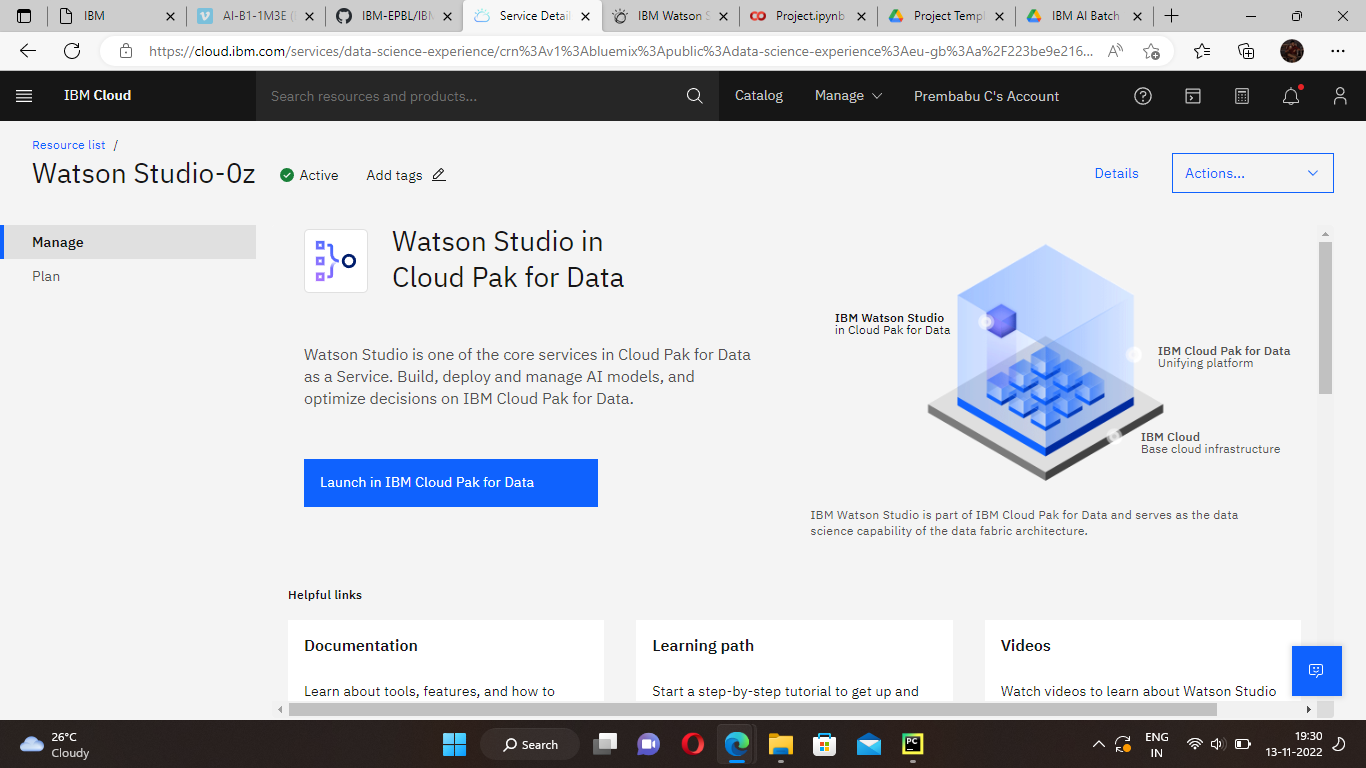 IBM
AI-B1-1M3E (
IBM-EPBL/IBM
Service Detail
IBM Watson S
Project.ipynb
Project Templ
IBM AI Batch
https://cloud.ibm.com/services/data-science-experience/crn%3Av1%3Abluemix%3Apublic%3Adata-science-experience%3Aeu-gb%3Aa%2F223be9e216...
IBM Cloud
Search resources and products...
Catalog
Manage
Prembabu C's Account
Resource list /
Watson Studio-0z
Active
Add tags
Details
Actions...
Manage
Plan
Watson Studio in
Cloud Pak for Data
Watson Studio is one of the core services in Cloud Pak for Data
as a Service. Build, deploy and manage AI models, and
optimize decisions on IBM Cloud Pak for Data.
Launch in IBM Cloud Pak for Data
IBM Watson Studio
in Cloud Pak for Data
IBM Cloud Pak for Data
Unifying platform
IBM Cloud
Base cloud infrastructure
IBM Watson Studio is part of IBM Cloud Pak for Data and serves as the data
science capability of the data fabric architecture.
Helpful links
Documentation
Learn about tools, features, and how to
Learning path
Start a step-by-step tutorial to get up and
Videos
Watch videos to learn about Watson Studio
26°C
Cloudy
Search
PC
ENG
IN
19:30
13-11-2022